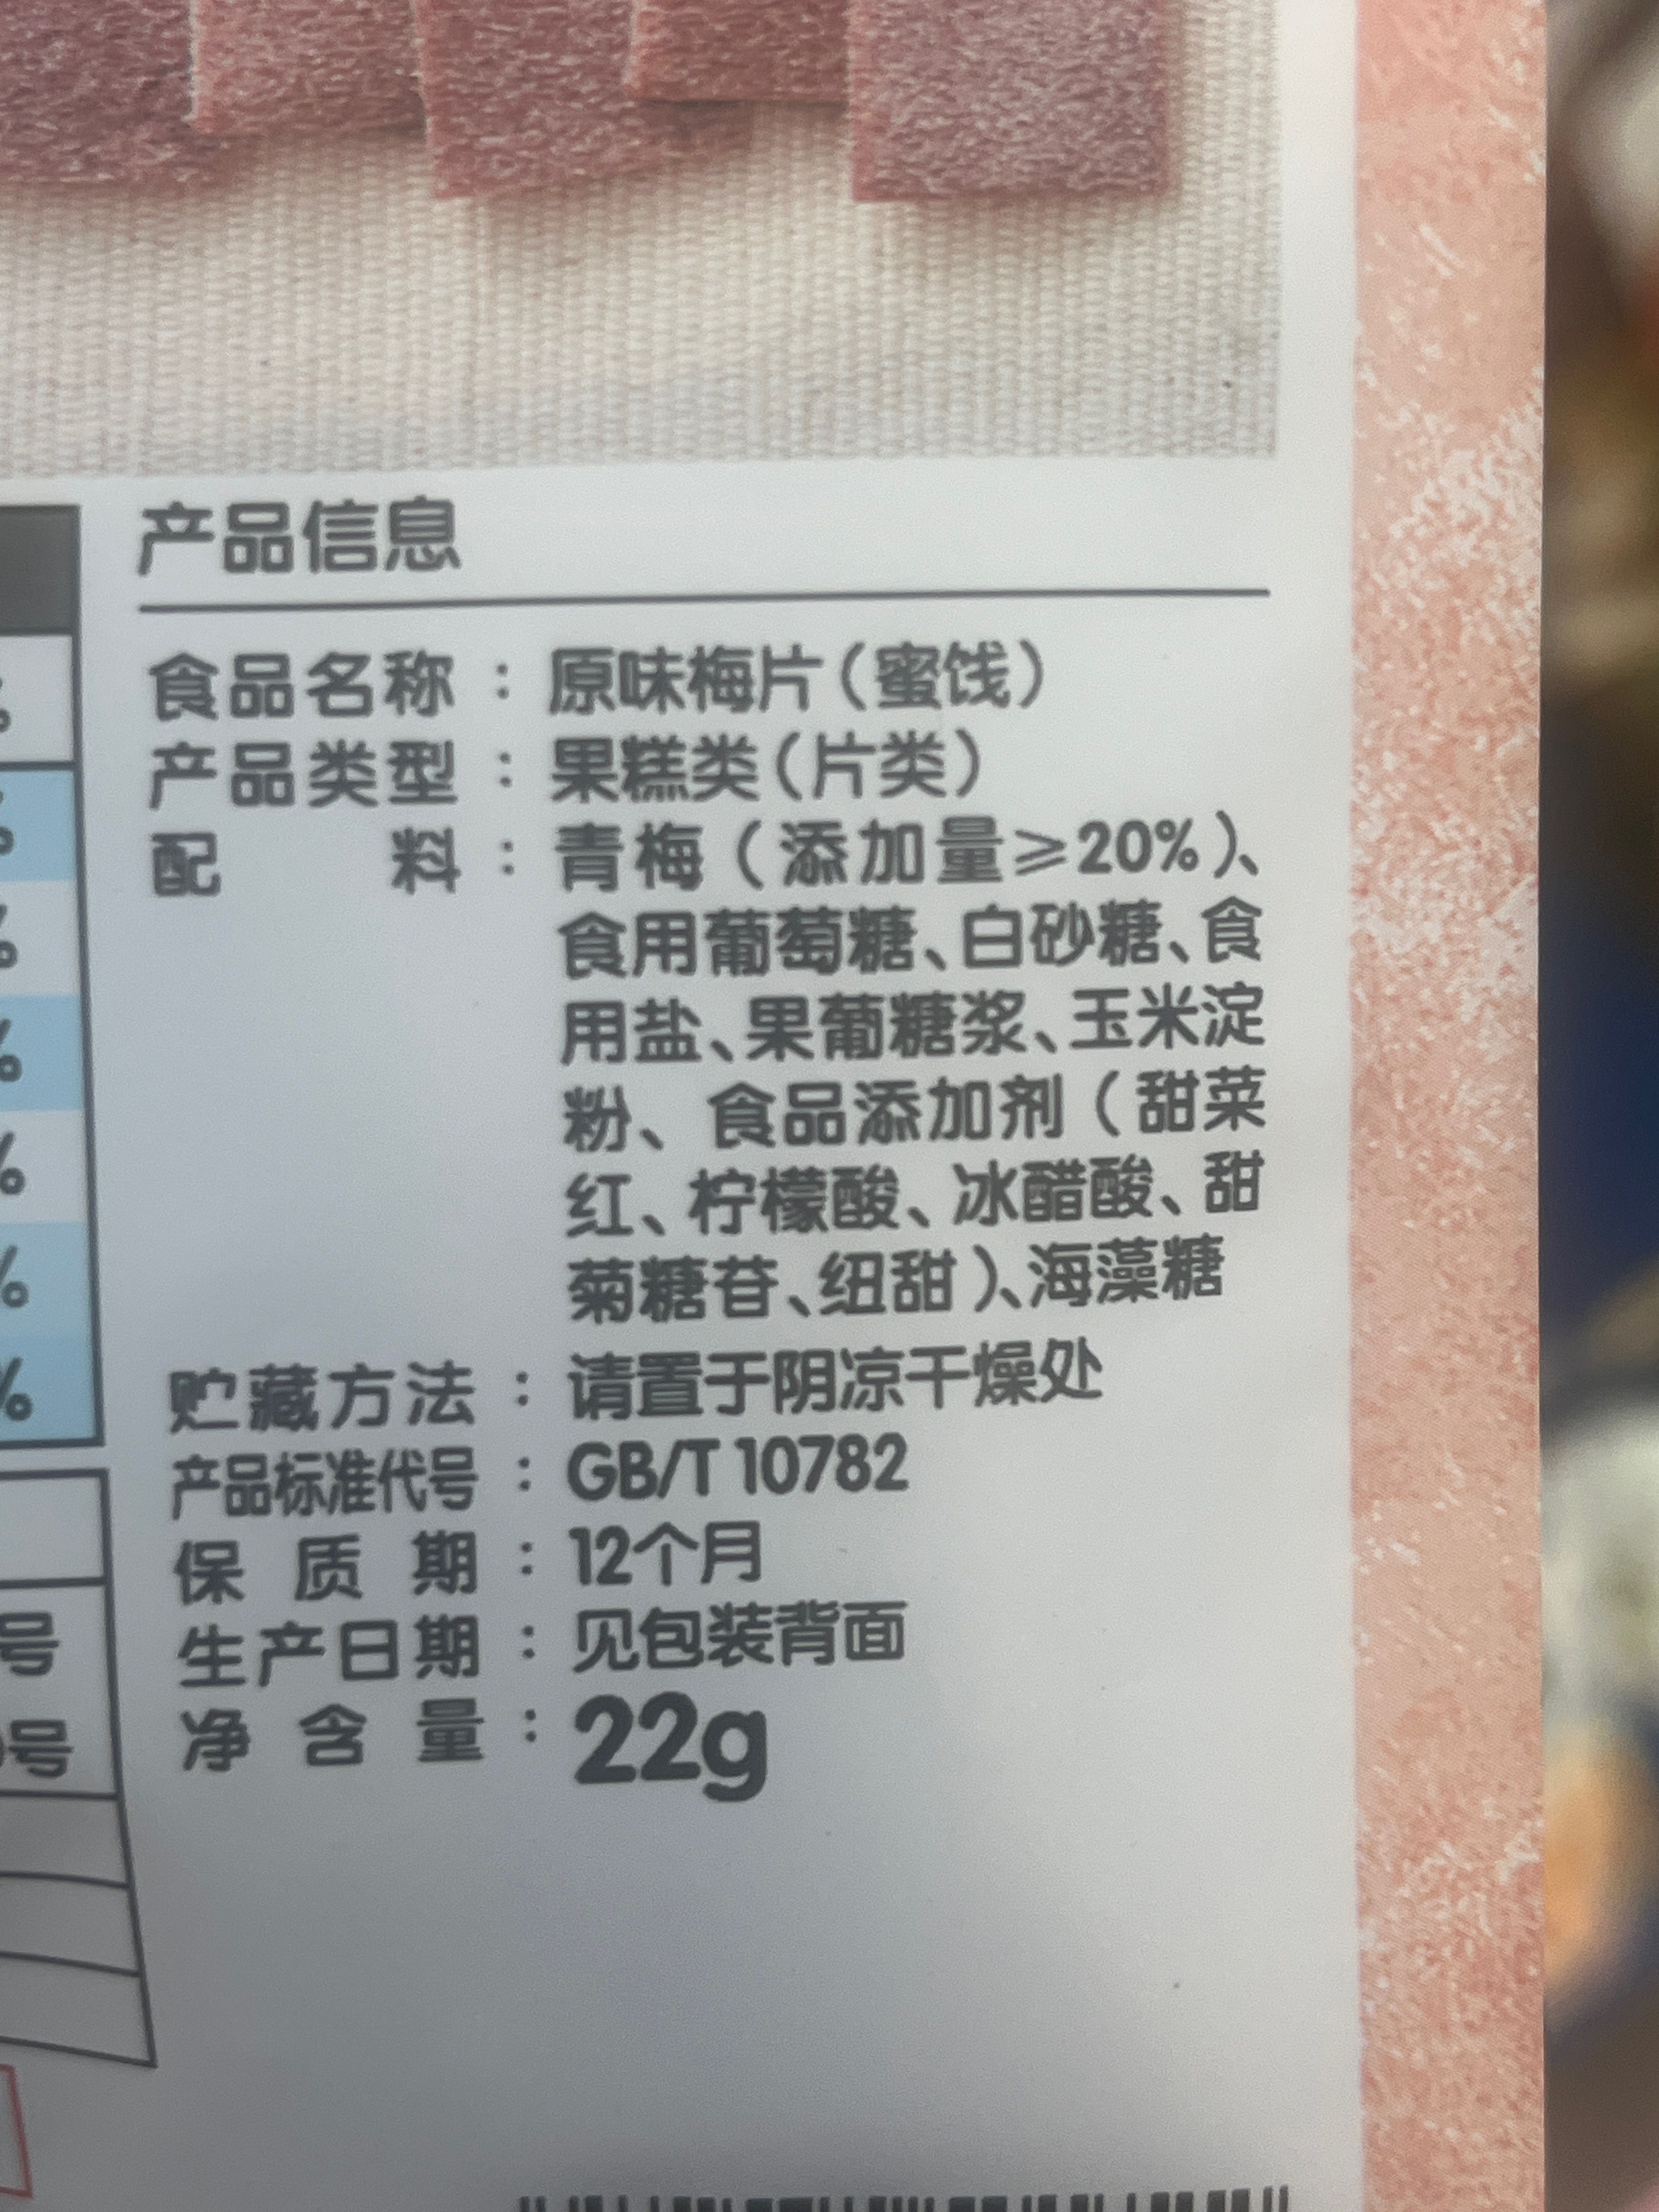 产品信息
食品名称：原味梅片（蜜饯）
产品类型：果糕类（片类）
配料：青梅（添加量≥20%）、
食用葡萄糖、白砂糖、食
用盐、果葡糖浆、玉米淀
粉、食品添加剂（甜菜
红、柠檬酸、冰醋酸、甜
菊糖苷、纽甜）、海藻糖
贮藏方法：请置于阴凉干燥处
产品标准代号：GB/T 10782
保质期：12个月
生产日期：见包装背面
净含量：22g
%
%
%
%
%
%
%
号
号